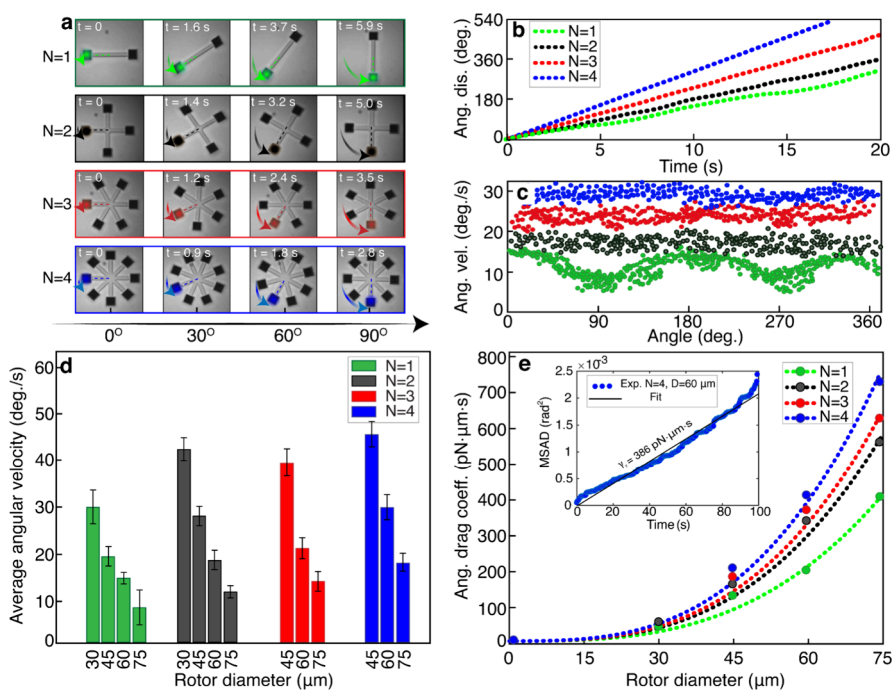 a
N=1
t = 0
t = 1.6 s
t = 3.7 s
t = 5.9 s
N=2
t = 0
t = 1.4 s
t = 3.2 s
t = 5.0 s
N=3
t = 0
t = 1.2 s
t = 2.4 s
t = 3.5 s
N=4
t = 0
t = 0.9 s
t = 1.8 s
t = 2.8 s
0°
30°
60°
90°
b
Ang. dis. (deg.)
540
360
180
0
N=1
N=2
N=3
N=4
0
5
10
15
20
Time (s)
c
Ang. vel. (deg./s)
30
20
10
0
0
90
180
270
360
Angle (deg.)
d
Average angular velocity (deg./s)
60
50
40
30
20
10
N=1
N=2
N=3
N=4
30
45
60
75
30
45
60
75
45
60
75
45
60
75
Rotor diameter (μm)
e
Ang. drag coeff. (pN·μm·s)
800
700
600
500
400
300
200
100
0
N=1
N=2
N=3
N=4
×10⁻³
MSAD (rad²)
2.5
2
1.5
1
0.5
0
Exp. N=4, D=60 μm
Fit
γᵣ = 386 pN·μm·s
0
20
40
60
80
100
Time (s)
0
15
30
45
60
75
Rotor diameter (μm)